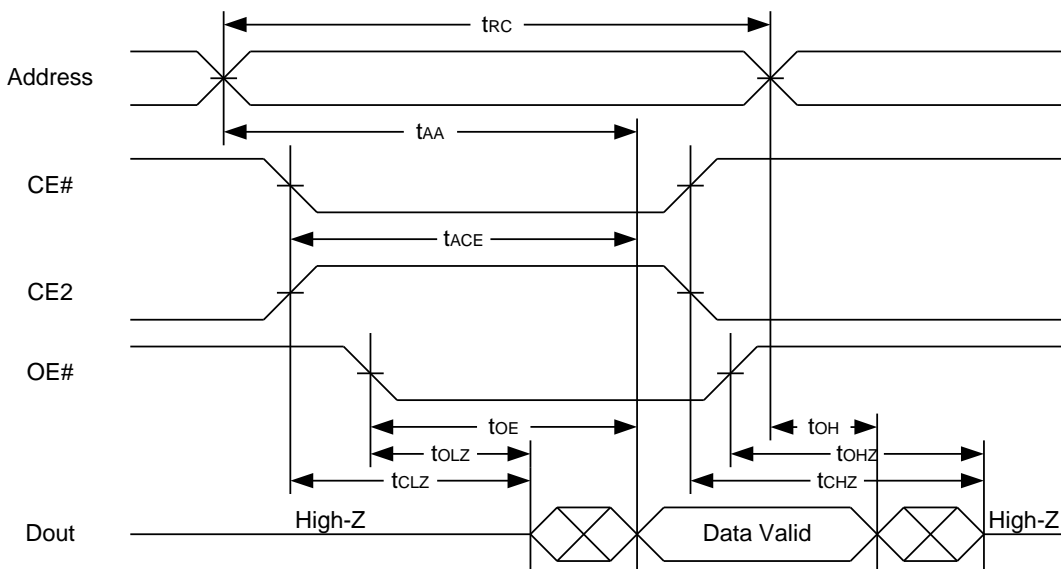 tRC
Address
tAA
CE#
tACE
CE2
OE#
tOE
tOH
tOLZ
tOHZ
tCLZ
tCHZ
High-Z
Data Valid
High-Z
Dout